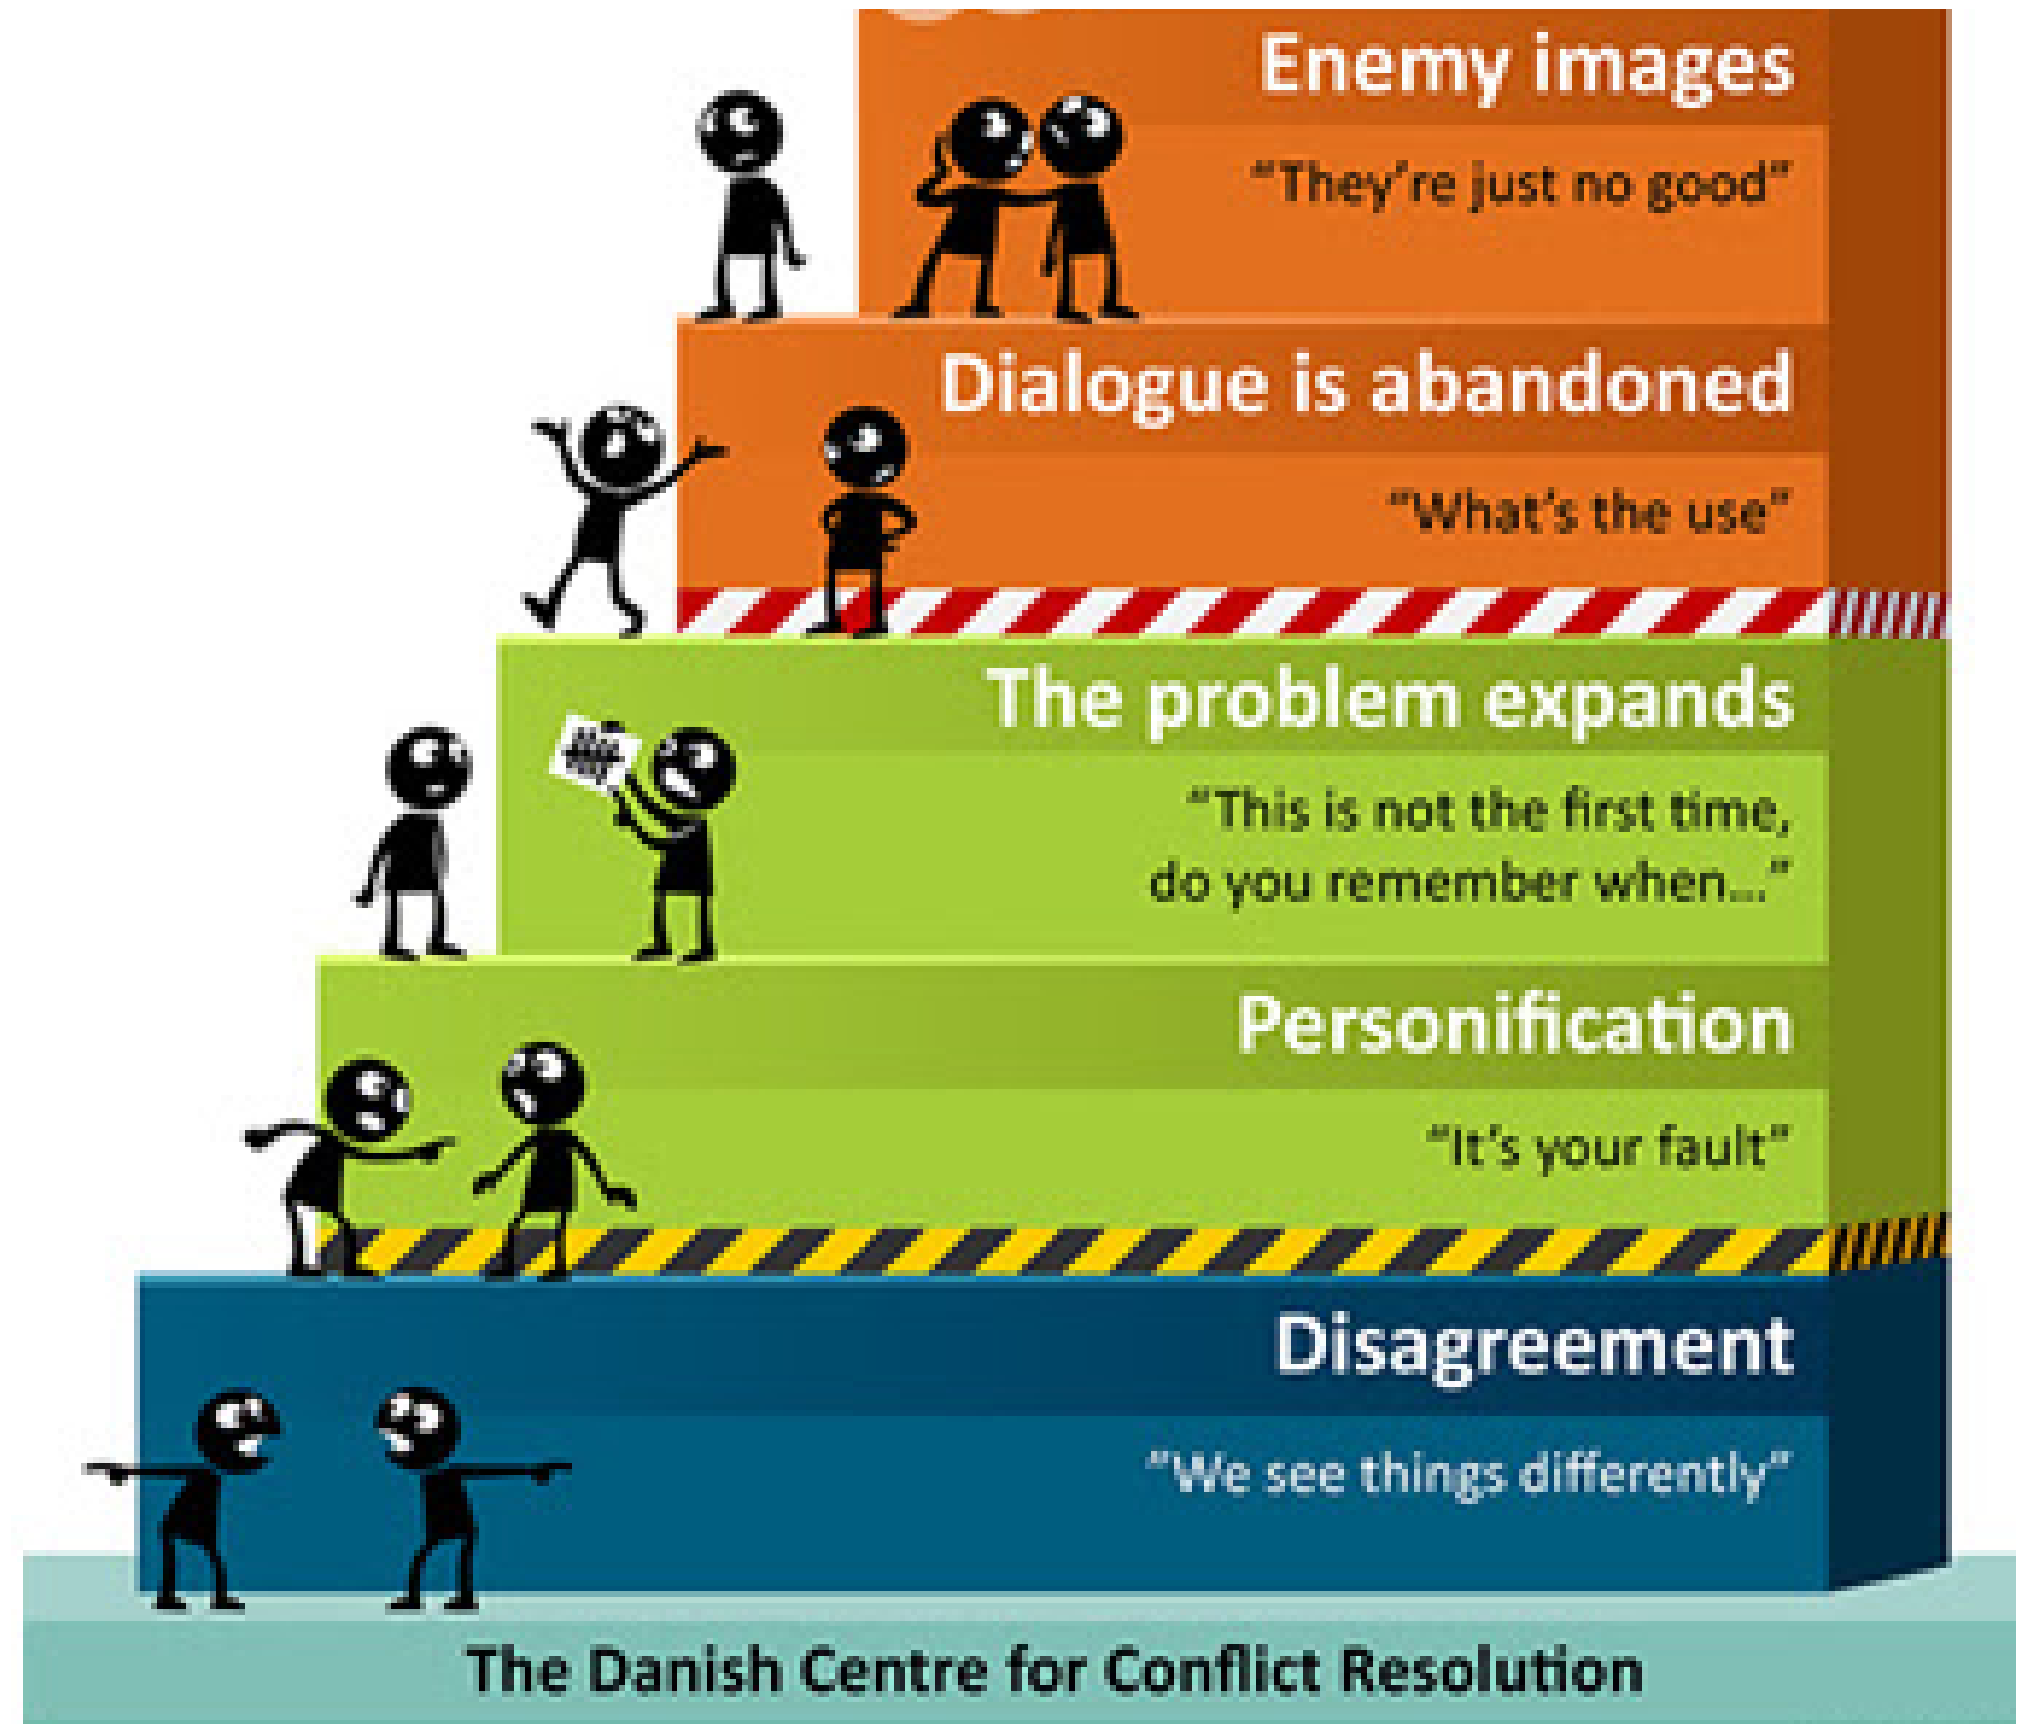 Enemy images
“They’re just no good”
Dialogue is abandoned
“What’s the use”
The problem expands
“This is not the first time,
do you remember when...”
Personification
“It’s your fault”
Disagreement
“We see things differently”
The Danish Centre for Conflict Resolution